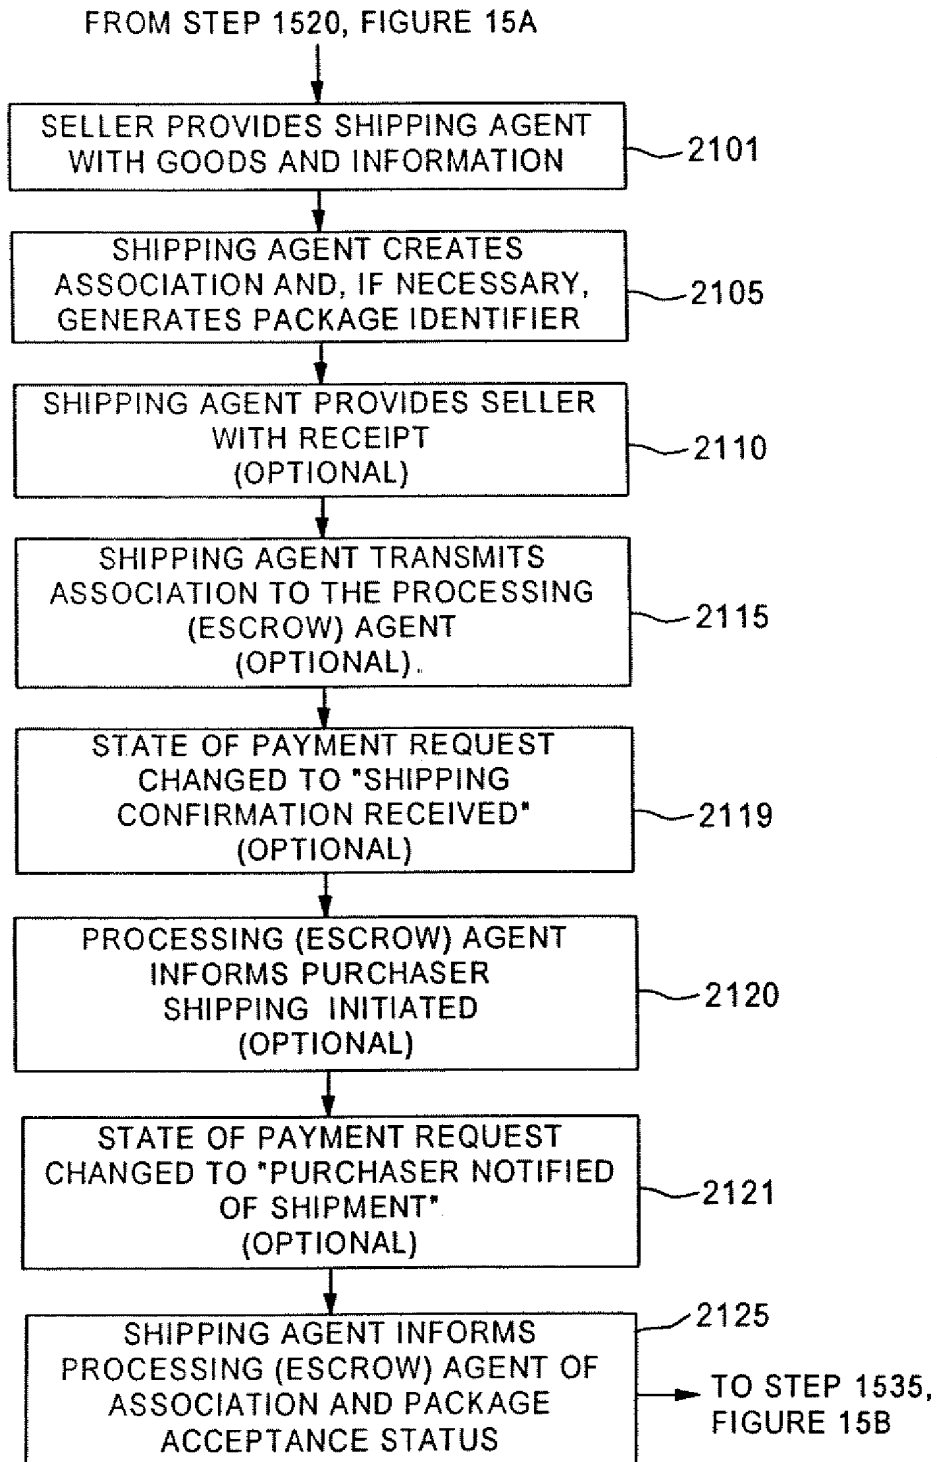 FROM STEP 1520, FIGURE 15A
SELLER PROVIDES SHIPPING AGENT
WITH GOODS AND INFORMATION
2101
SHIPPING AGENT CREATES
ASSOCIATION AND, IF NECESSARY,
GENERATES PACKAGE IDENTIFIER
2105
SHIPPING AGENT PROVIDES SELLER
WITH RECEIPT
(OPTIONAL)
2110
SHIPPING AGENT TRANSMITS
ASSOCIATION TO THE PROCESSING
(ESCROW) AGENT
(OPTIONAL).
2115
STATE OF PAYMENT REQUEST
CHANGED TO "SHIPPING
CONFIRMATION RECEIVED"
(OPTIONAL)
2119
PROCESSING (ESCROW) AGENT
INFORMS PURCHASER
SHIPPING INITIATED
(OPTIONAL)
2120
STATE OF PAYMENT REQUEST
CHANGED TO "PURCHASER NOTIFIED
OF SHIPMENT"
(OPTIONAL)
2121
SHIPPING AGENT INFORMS
PROCESSING (ESCROW) AGENT OF
ASSOCIATION AND PACKAGE
ACCEPTANCE STATUS
2125
TO STEP 1535,
FIGURE 15B